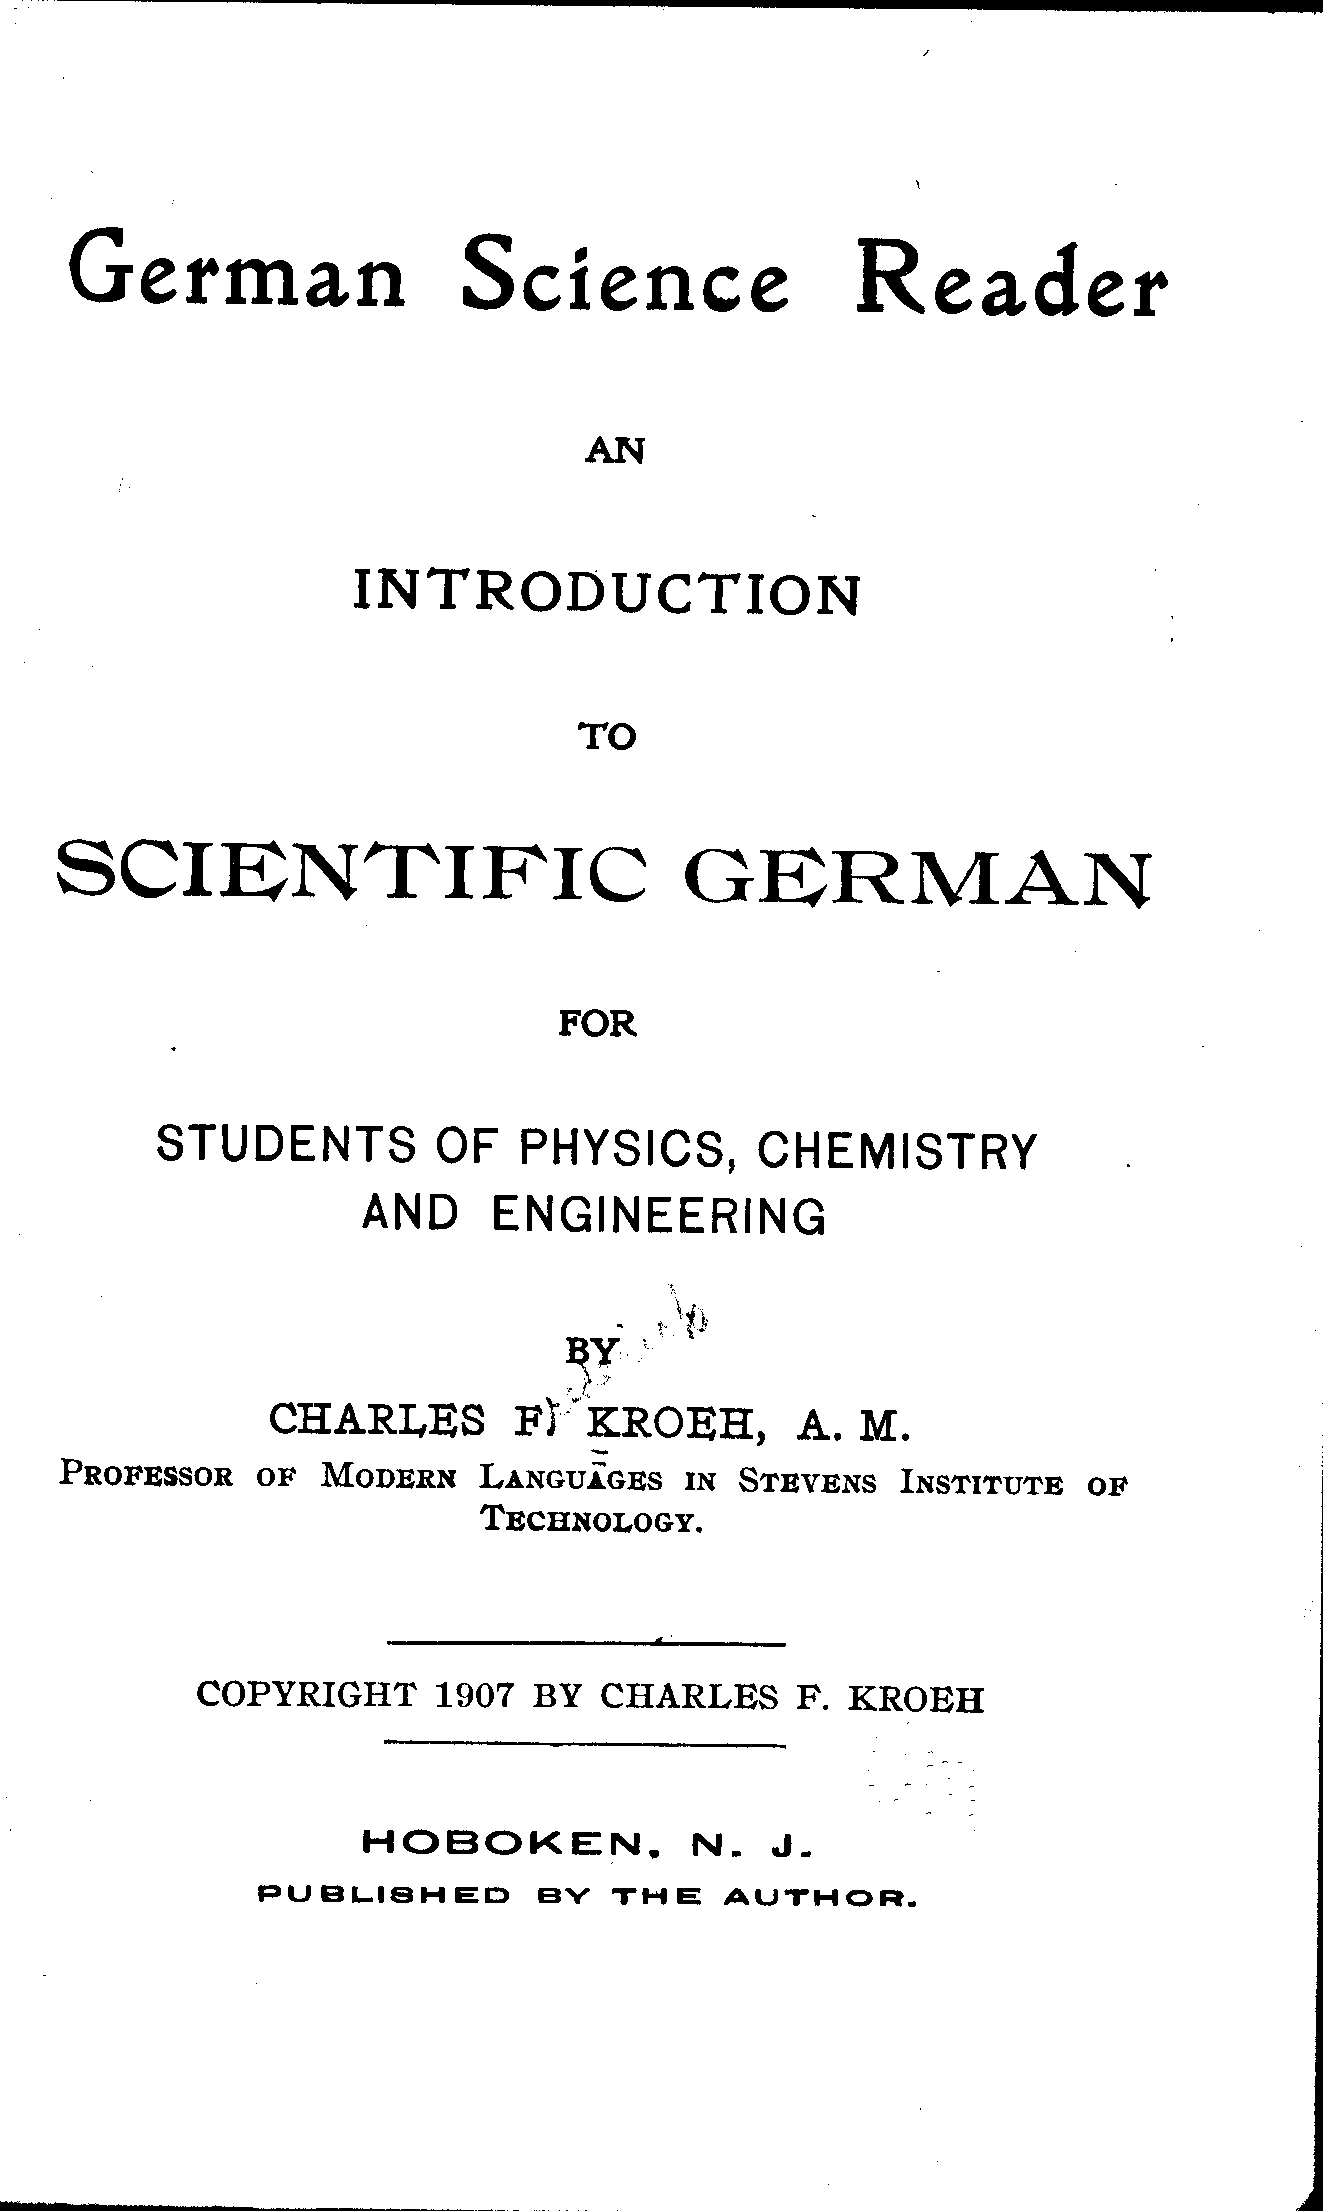 German Science Reader
AN
INTRODUCTION
TO
SCIENTIFIC GERMAN
FOR
STUDENTS OF PHYSICS, CHEMISTRY
AND ENGINEERING
BY
CHARLES F. KROEH, A. M.
PROFESSOR OF MODERN LANGUAGES IN STEVENS INSTITUTE OF
TECHNOLOGY.
COPYRIGHT 1907 BY CHARLES F. KROEH
HOBOKEN, N. J.
PUBLISHED BY THE AUTHOR.